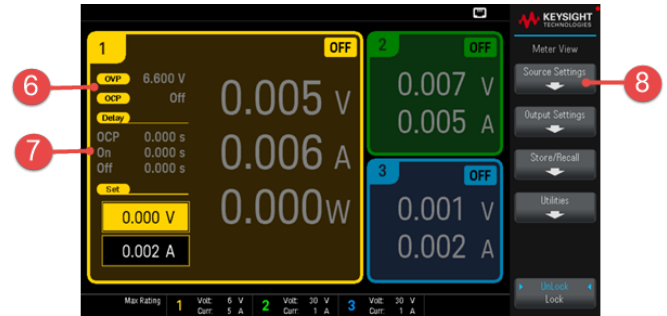 KEYSIGHT
TECHNOLOGIES
1
OFF
2
OFF
Meter View
6
OVP 6.600 V
OCP Off
0.005 V
0.007 V
Source Settings
8
Delay
0.005 A
Output Settings
7
OCP 0.000 s
On 0.000 s
Off 0.000 s
0.006 A
3
OFF
Store/Recall
Set
0.000 V
0.000W
0.001 V
Utilities
0.002 A
0.002 A
UnLock
Lock
Max Rating 1 Volt: 6 V 2 Volt: 30 V 3 Volt: 30 V
Curr: 5 A Curr: 1 A Curr: 1 A